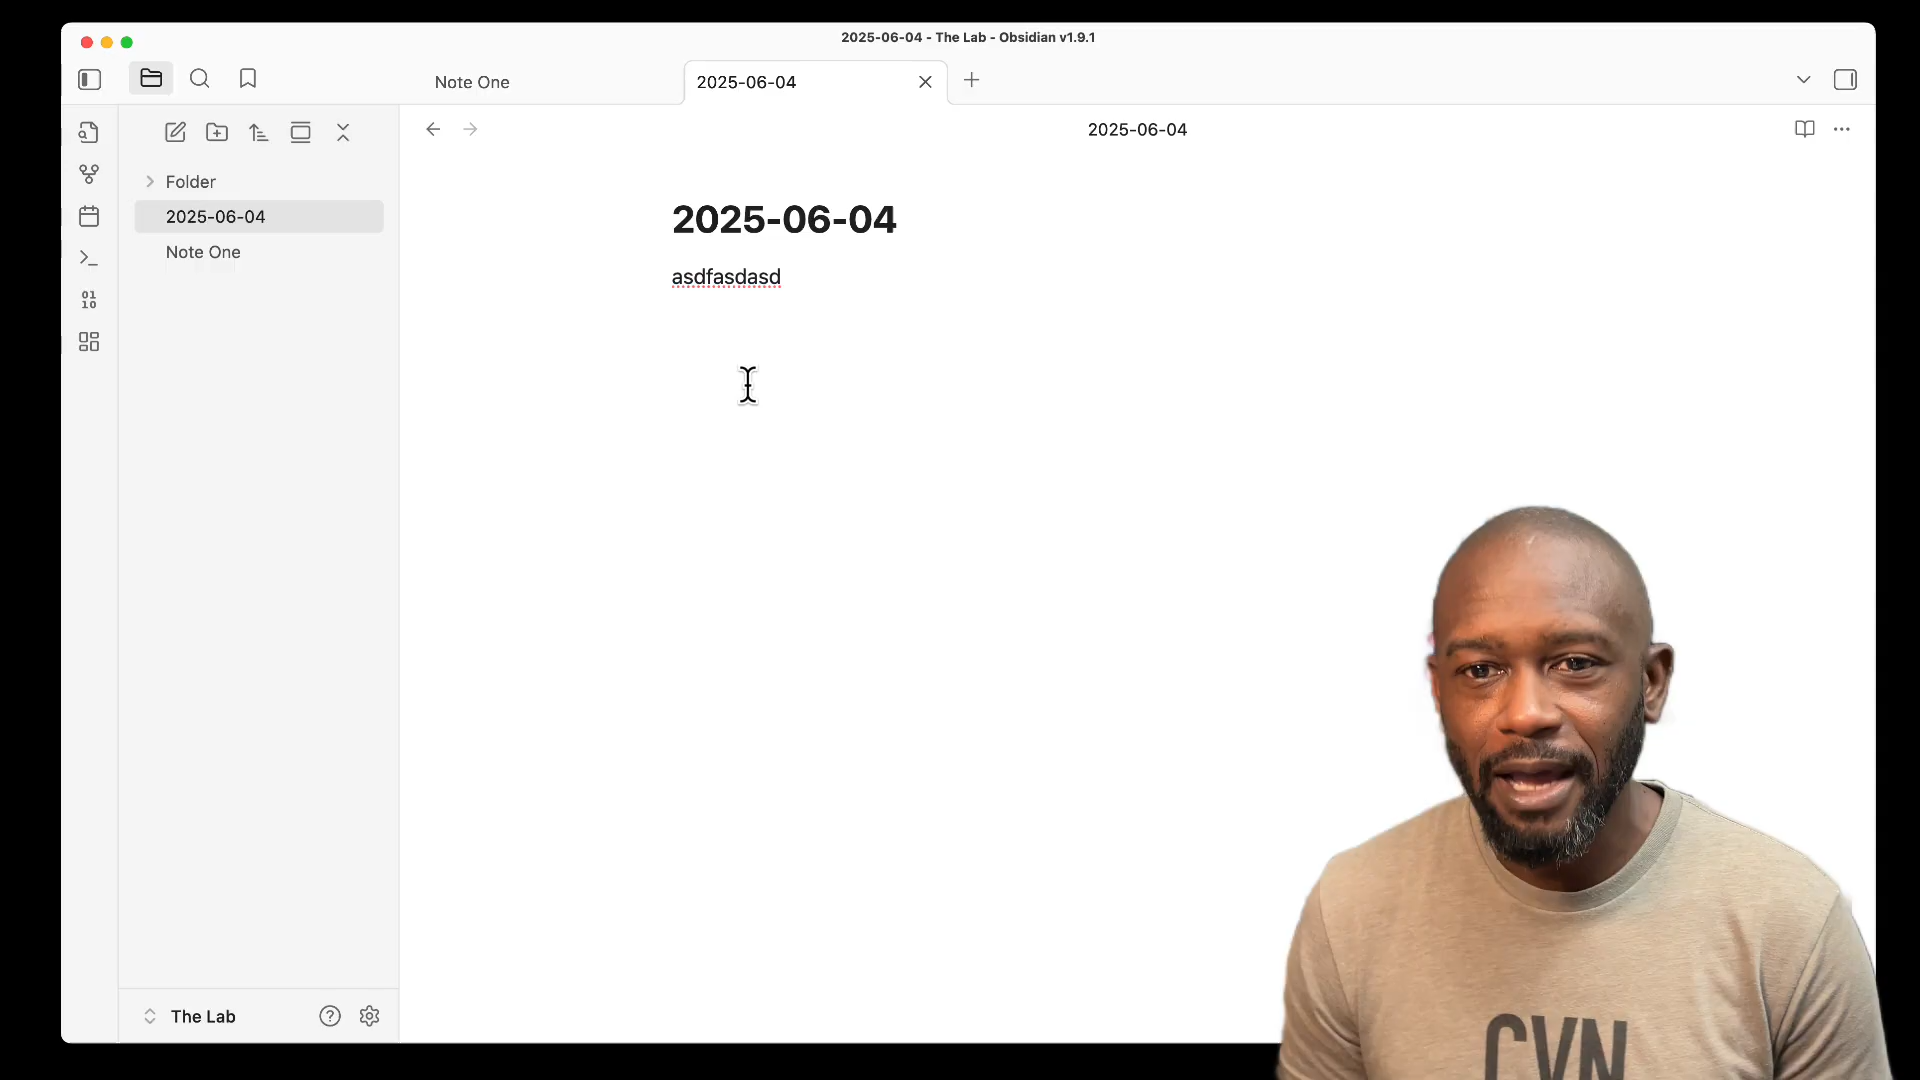 2025-06-04 - The Lab - Obsidian v1.9.1
Note One
2025-06-04
2025-06-04
Folder
2025-06-04
Note One
2025-06-04
asdfasdasd
The Lab
CVN